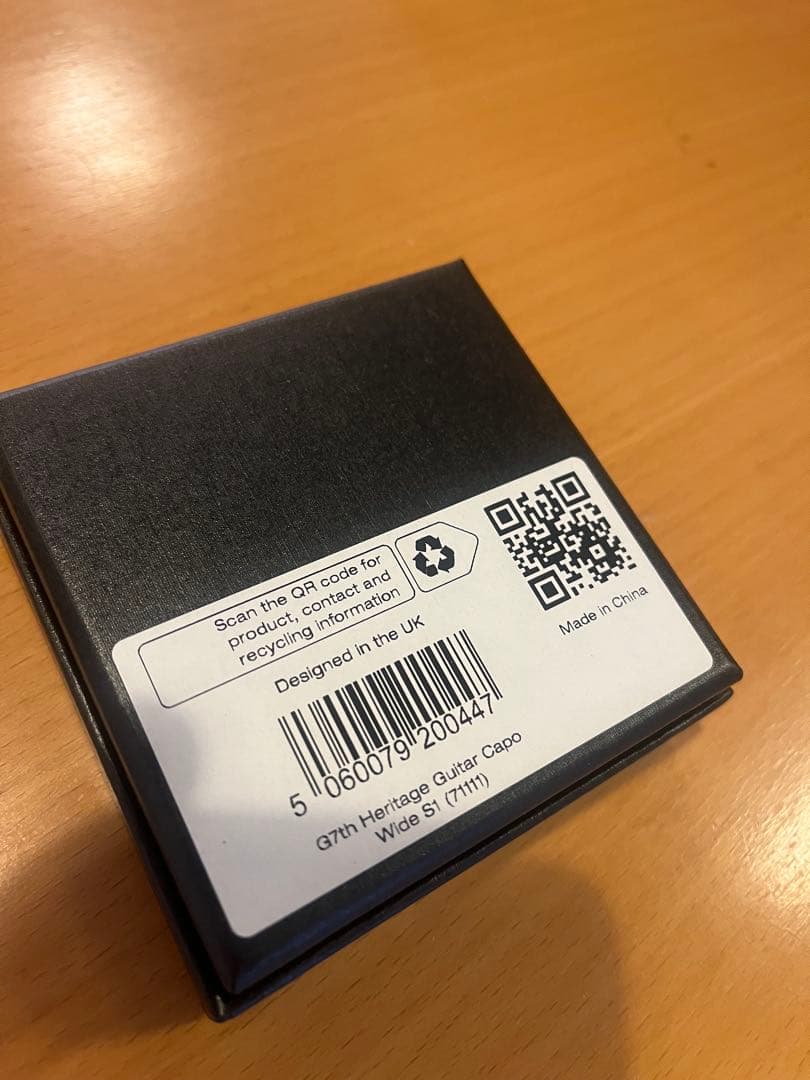 Scan the QR code for
product, contact and
recycling information
Designed in the UK
Made in China
5 060079 200447
G7th Heritage Guitar Capo
Wide S1 (71111)